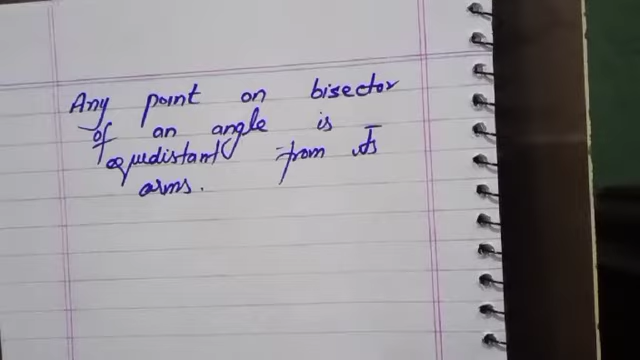 Any point on bisector
of an angle is
equidistant from its
arms.